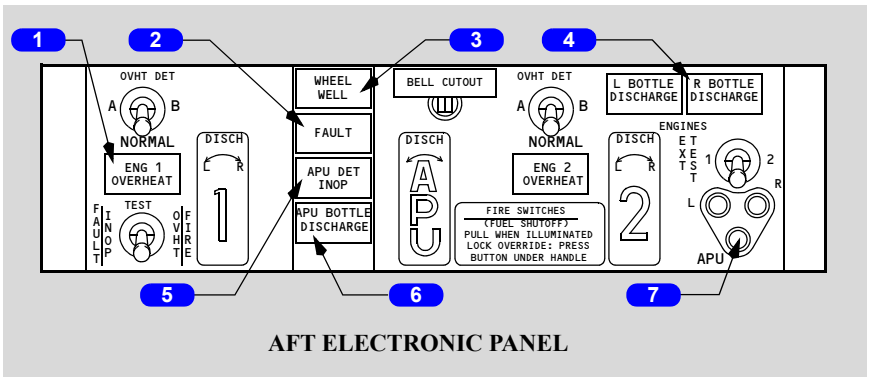 1
2
3
4
OVHT DET
A
B
NORMAL
ENG 1
OVERHEAT
FAULT
INOP
TEST
OVHT
FIRE
DISCH
L
R
1
WHEEL
WELL
FAULT
APU DET
INOP
APU BOTTLE
DISCHARGE
BELL CUTOUT
DISCH
APU
OVHT DET
A
B
NORMAL
ENG 2
OVERHEAT
FIRE SWITCHES
(FUEL SHUTOFF)
PULL WHEN ILLUMINATED
LOCK OVERRIDE: PRESS
BUTTON UNDER HANDLE
DISCH
L
R
2
L BOTTLE
DISCHARGE
R BOTTLE
DISCHARGE
ENGINES
EXT
TEST
1
2
L
R
APU
5
6
7
AFT ELECTRONIC PANEL